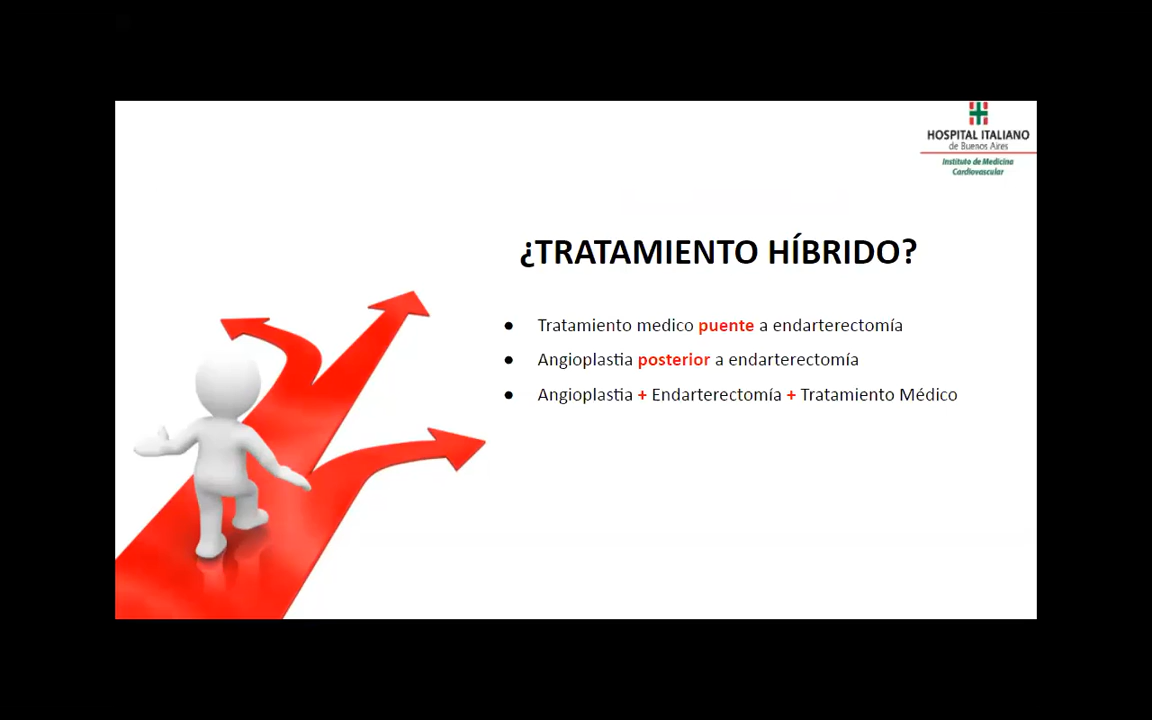 HOSPITAL ITALIANO
de Buenos Aires
Instituto de Medicina
Cardiovascular
¿TRATAMIENTO HÍBRIDO?
● Tratamiento medico puente a endarterectomía
● Angioplastia posterior a endarterectomía
● Angioplastia + Endarterectomía + Tratamiento Médico